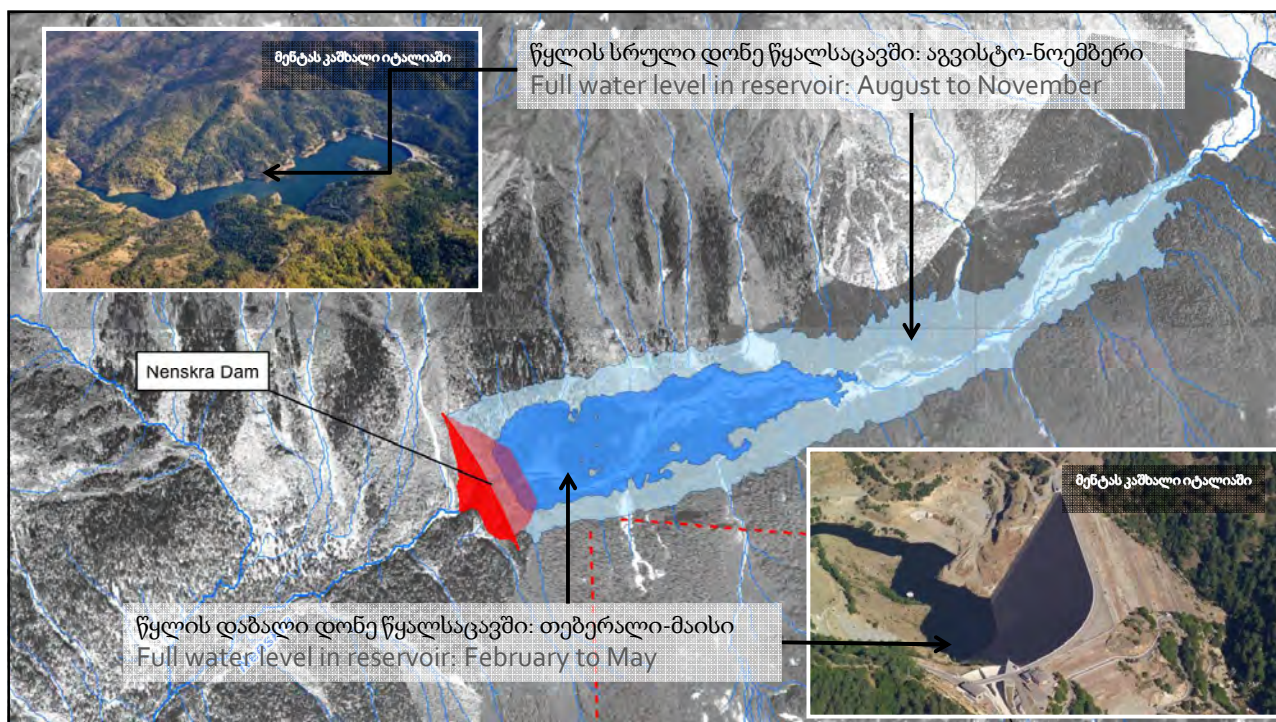 მენტას კაშხალი იტალიაში
წყლის სრული დონე წყალსაცავში: აგვისტო-ნოემბერი
Full water level in reservoir: August to November
Nenskra Dam
მენტას კაშხალი იტალიაში
წყლის დაბალი დონე წყალსაცავში: თებერალი-მაისი
Full water level in reservoir: February to May